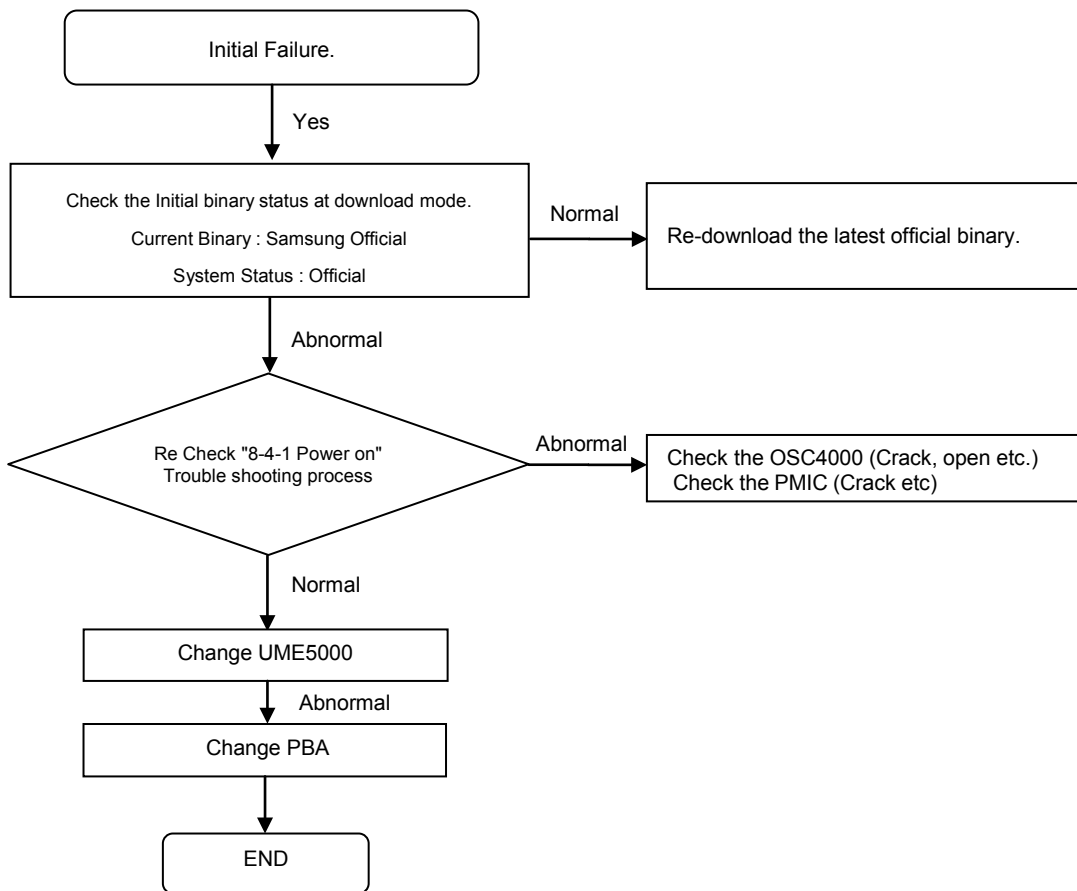 Initial Failure.
Yes
Check the Initial binary status at download mode.
Current Binary : Samsung Official
System Status : Official
Normal
Re-download the latest official binary.
Abnormal
Re Check "8-4-1 Power on"
Trouble shooting process
Abnormal
Check the OSC4000 (Crack, open etc.)
Check the PMIC (Crack etc)
Normal
Change UME5000
Abnormal
Change PBA
END